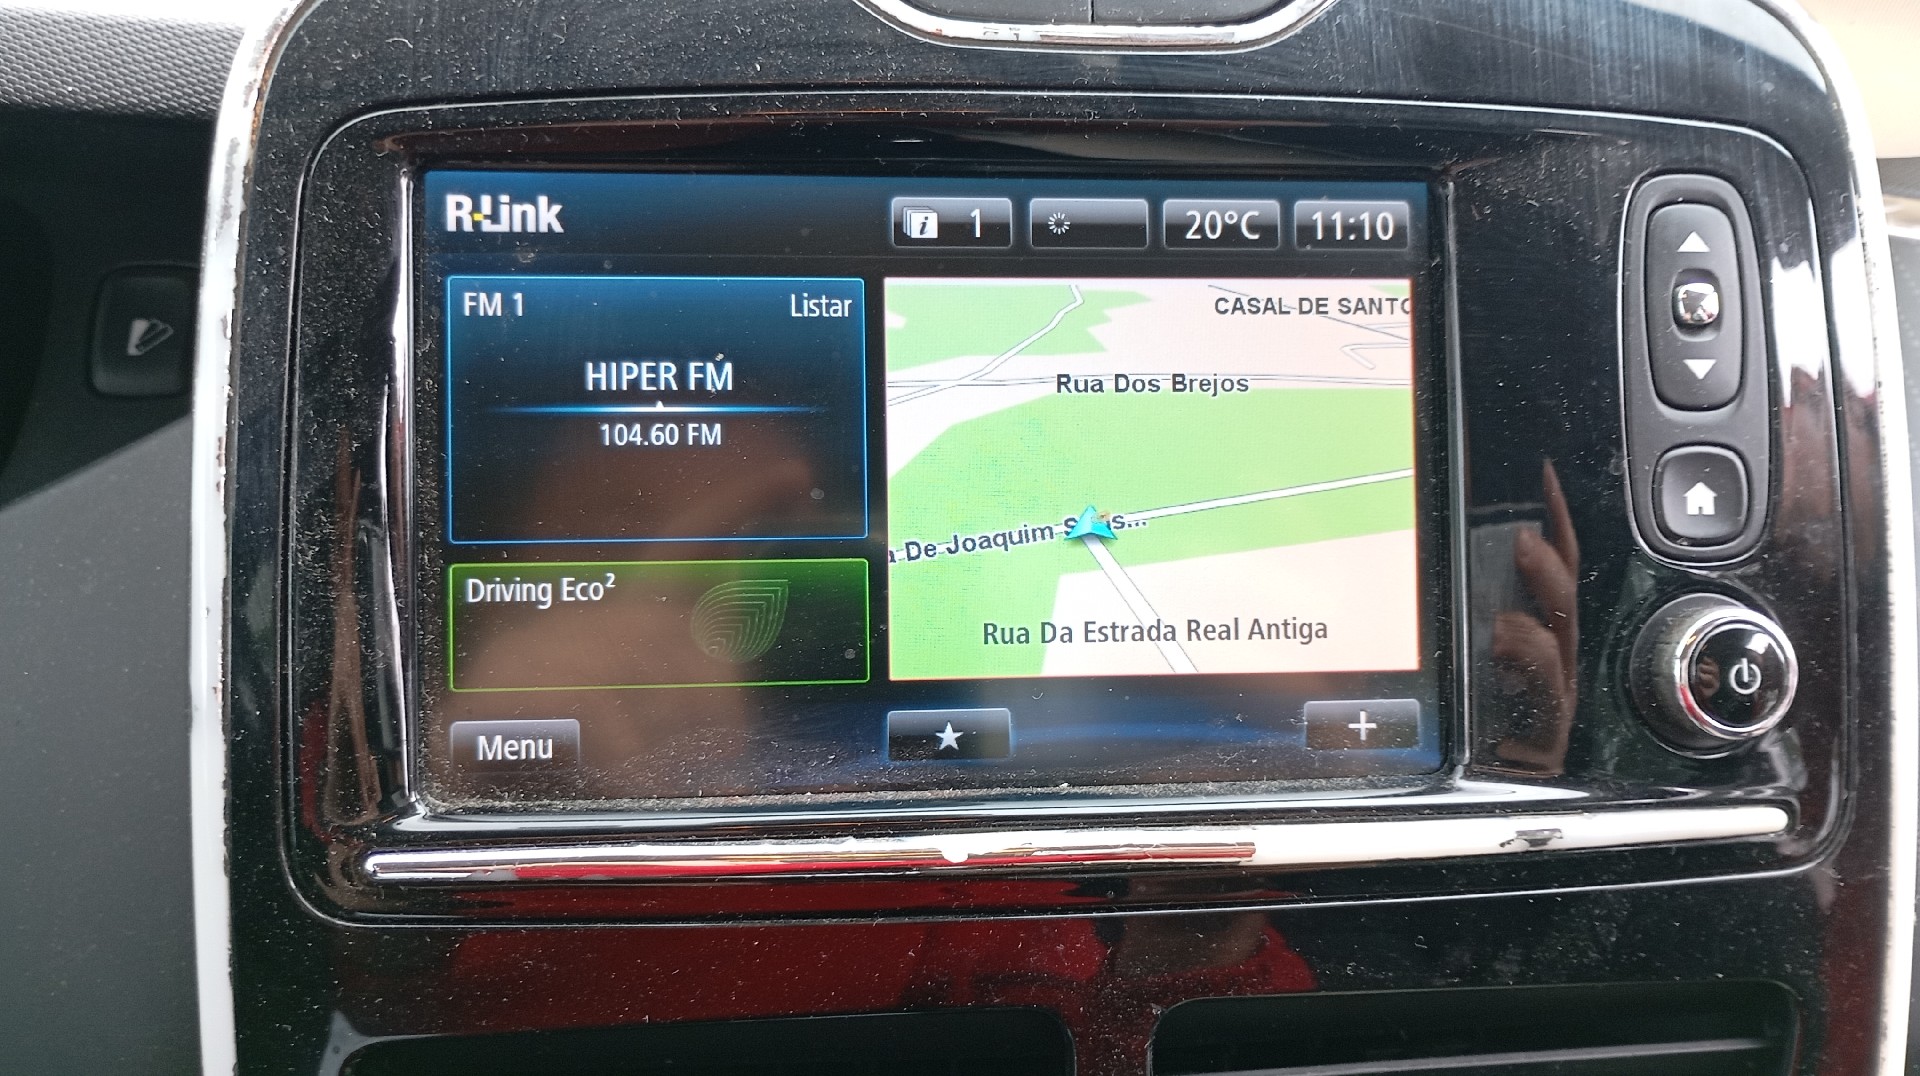 R-Link
1
20°C
11:10
FM 1
Listar
HIPER FM
104.60 FM
Driving Eco²
CASAL DE SANTO
Rua Dos Brejos
De Joaquim
Rua Da Estrada Real Antiga
Menu